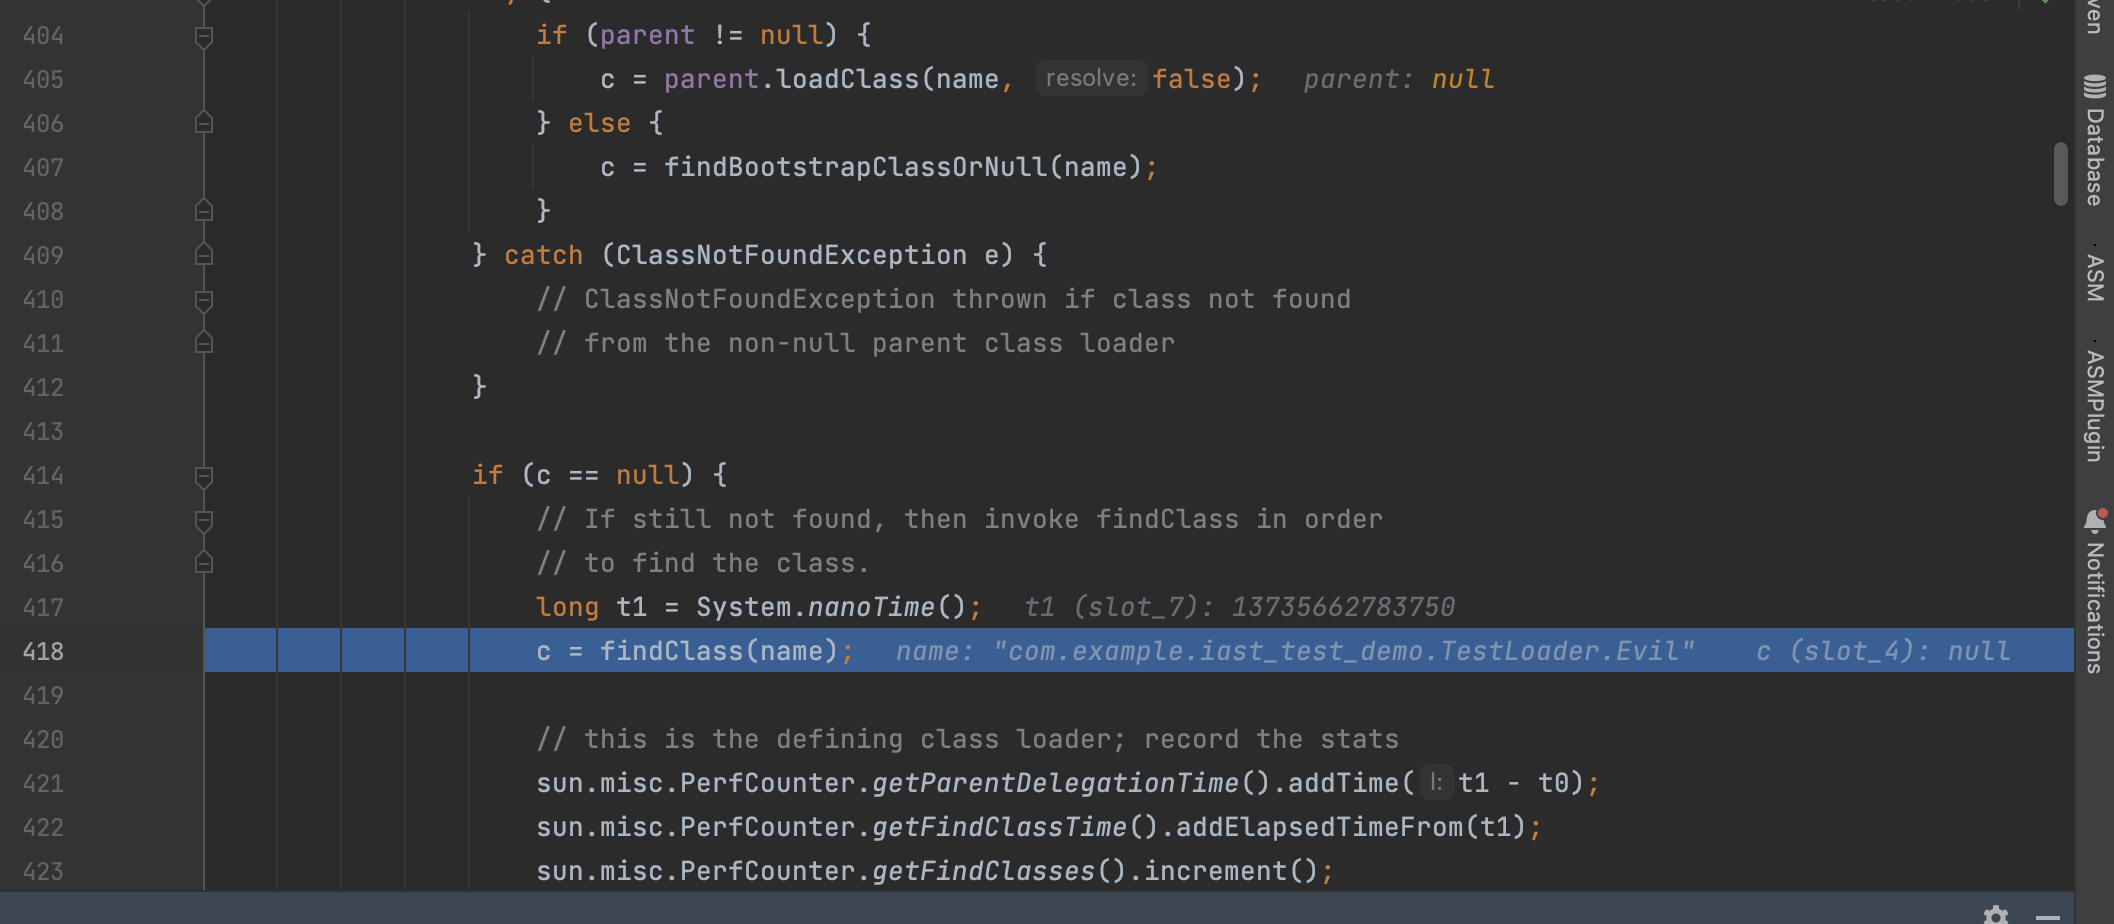 404 if (parent != null) {
405 c = parent.loadClass(name, resolve: false); parent: null
406 } else {
407 c = findBootstrapClassOrNull(name);
408 }
409 } catch (ClassNotFoundException e) {
410 // ClassNotFoundException thrown if class not found
411 // from the non-null parent class loader
412 }
413
414 if (c == null) {
415 // If still not found, then invoke findClass in order
416 // to find the class.
417 long t1 = System.nanoTime(); t1 (slot_7): 13735662783750
418 c = findClass(name); name: "com.example.iast_test_demo.TestLoader.Evil" c (slot_4): null
419
420 // this is the defining class loader; record the stats
421 sun.misc.PerfCounter.getParentDelegationTime().addTime( l: t1 - t0);
422 sun.misc.PerfCounter.getFindClassTime().addElapsedTimeFrom(t1);
423 sun.misc.PerfCounter.getFindClasses().increment();
ven
Database
ASM
ASMPlugin
Notifications